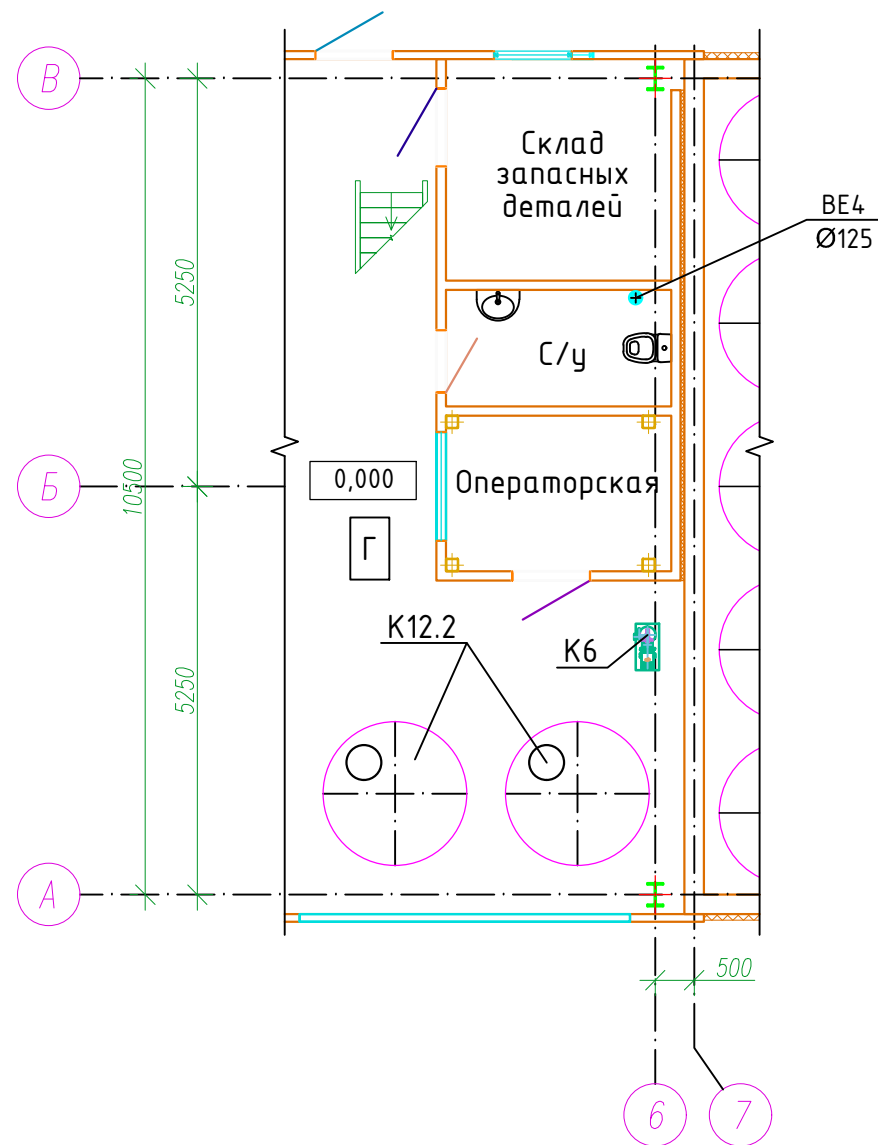 В
Склад
запасных
деталей
ВЕ4
Ø125
5250
С/у
10500
Б
0,000
Операторская
Г
К12.2
К6
5250
А
500
6
7